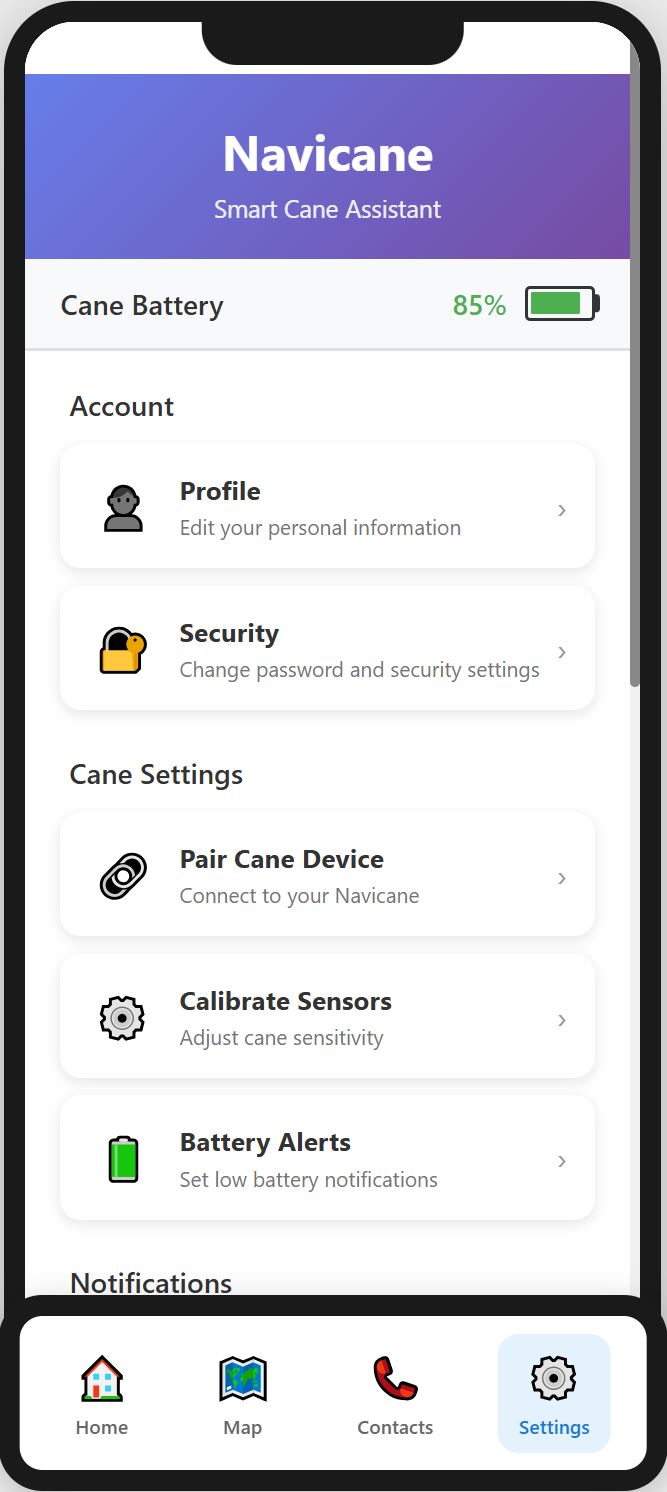 Navicane
Smart Cane Assistant
Cane Battery 85%
Account
Profile
Edit your personal information
›
Security
Change password and security settings
›
Cane Settings
Pair Cane Device
Connect to your Navicane
›
Calibrate Sensors
Adjust cane sensitivity
›
Battery Alerts
Set low battery notifications
›
Notifications
Home Map Contacts Settings